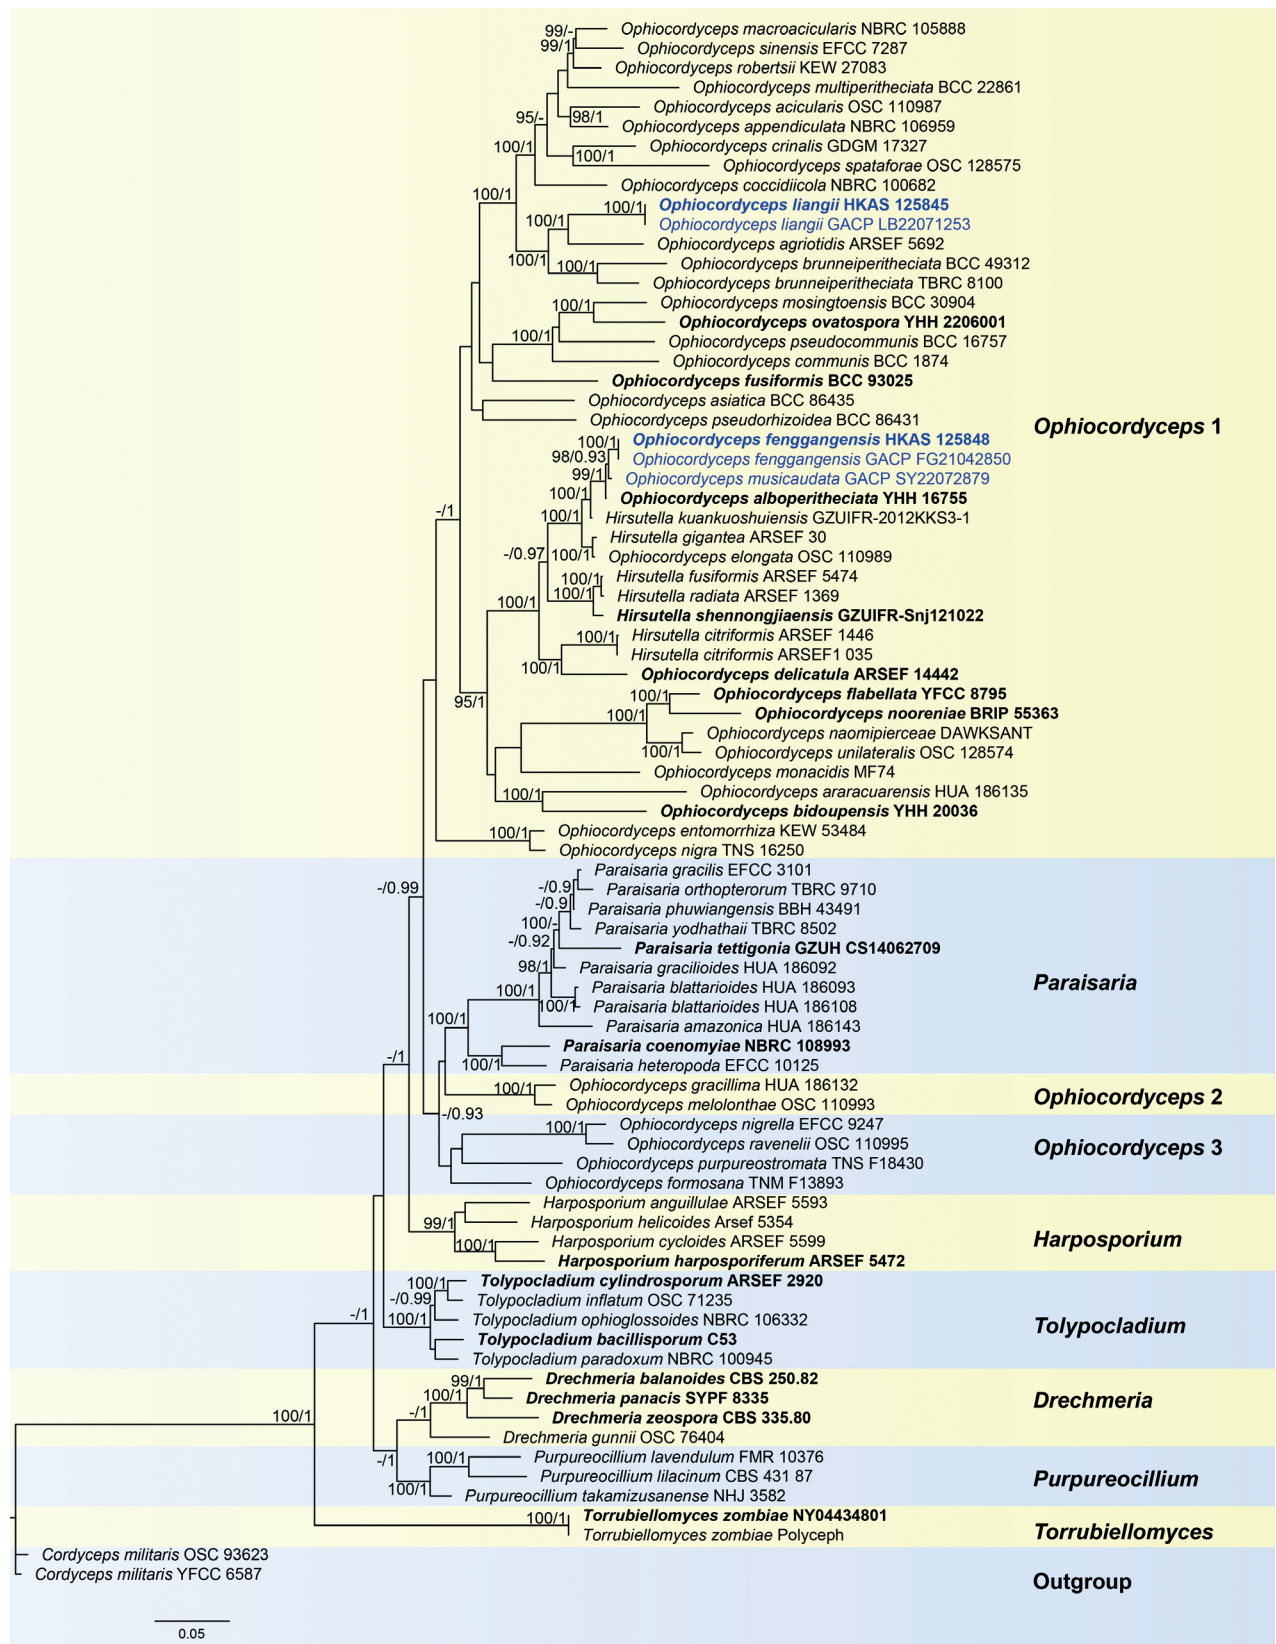 99/-
Ophiocordyceps macroacicularis NBRC 105888
99/1
Ophiocordyceps sinensis EFCC 7287
Ophiocordyceps robertsii KEW 27083
Ophiocordyceps multiperitheciata BCC 22861
Ophiocordyceps acicularis OSC 110987
95/-
98/1
Ophiocordyceps appendiculata NBRC 106959
100/1
Ophiocordyceps crinalis GDGM 17327
100/1
Ophiocordyceps spataforae OSC 128575
Ophiocordyceps coccidiicola NBRC 100682
100/1
100/1
Ophiocordyceps liangii HKAS 125845
100/1
Ophiocordyceps liangii GACP LB22071253
Ophiocordyceps agriotidis ARSEF 5692
100/1
100/1
Ophiocordyceps brunneiperitheciata BCC 49312
Ophiocordyceps brunneiperitheciata TBRC 8100
100/1
Ophiocordyceps mosingtoensis BCC 30904
Ophiocordyceps ovatospora YHH 2206001
100/1
Ophiocordyceps pseudocommunis BCC 16757
Ophiocordyceps communis BCC 1874
Ophiocordyceps fusiformis BCC 93025
Ophiocordyceps asiatica BCC 86435
Ophiocordyceps pseudorhizoidea BCC 86431
Ophiocordyceps 1
100/1
Ophiocordyceps fenggangensis HKAS 125848
98/0.93
Ophiocordyceps fenggangensis GACP FG21042850
99/1
Ophiocordyceps musicaudata GACP SY22072879
100/1
Ophiocordyceps alboperitheciata YHH 16755
-/1
100/1
Hirsutella kuankuoshuiensis GZUIFR-2012KKS3-1
Hirsutella gigantea ARSEF 30
-/0.97
100/1
Ophiocordyceps elongata OSC 110989
100/1
Hirsutella fusiformis ARSEF 5474
100/1
Hirsutella radiata ARSEF 1369
100/1
Hirsutella shennongjiaensis GZUIFR-Snj121022
100/1
Hirsutella citriformis ARSEF 1446
Hirsutella citriformis ARSEF1 035
100/1
Ophiocordyceps delicatula ARSEF 14442
95/1
100/1
Ophiocordyceps flabellata YFCC 8795
100/1
Ophiocordyceps nooreniae BRIP 55363
Ophiocordyceps naomipierceae DAWKSANT
100/1
Ophiocordyceps unilateralis OSC 128574
Ophiocordyceps monacidis MF74
100/1
Ophiocordyceps araracuarensis HUA 186135
Ophiocordyceps bidoupensis YHH 20036
100/1
Ophiocordyceps entomorrhiza KEW 53484
Ophiocordyceps nigra TNS 16250
Paraisaria gracilis EFCC 3101
-/0.99
-/0.9
Paraisaria orthopterorum TBRC 9710
-/0.9
Paraisaria phuwiangensis BBH 43491
100/-
Paraisaria yodhathaii TBRC 8502
-/0.92
Paraisaria tettigonia GZUH CS14062709
98/1
Paraisaria gracilioides HUA 186092
Paraisaria
100/1
Paraisaria blattarioides HUA 186093
100/1
Paraisaria blattarioides HUA 186108
100/1
Paraisaria amazonica HUA 186143
-/1
Paraisaria coenomyiae NBRC 108993
100/1
Paraisaria heteropoda EFCC 10125
100/1
Ophiocordyceps gracillima HUA 186132
Ophiocordyceps 2
Ophiocordyceps melolonthae OSC 110993
-/0.93
100/1
Ophiocordyceps nigrella EFCC 9247
Ophiocordyceps ravenelii OSC 110995
Ophiocordyceps 3
Ophiocordyceps purpureostromata TNS F18430
Ophiocordyceps formosana TNM F13893
Harposporium anguillulae ARSEF 5593
99/1
Harposporium helicoides Arsef 5354
100/1
Harposporium cycloides ARSEF 5599
Harposporium
Harposporium harposporiferum ARSEF 5472
100/1
Tolypocladium cylindrosporum ARSEF 2920
-/0.99
Tolypocladium inflatum OSC 71235
-/1
100/1
Tolypocladium ophioglossoides NBRC 106332
Tolypocladium
Tolypocladium bacillisporum C53
Tolypocladium paradoxum NBRC 100945
99/1
Drechmeria balanoides CBS 250.82
100/1
Drechmeria panacis SYPF 8335
Drechmeria
100/1
-/1
Drechmeria zeospora CBS 335.80
Drechmeria gunnii OSC 76404
-/1
100/1
Purpureocillium lavendulum FMR 10376
Purpureocillium lilacinum CBS 431 87
Purpureocillium
100/1
Purpureocillium takamizusanense NHJ 3582
100/1
Torrubiellomyces zombiae NY04434801
Torrubiellomyces zombiae Polyceph
Torrubiellomyces
Cordyceps militaris OSC 93623
Cordyceps militaris YFCC 6587
Outgroup
0.05